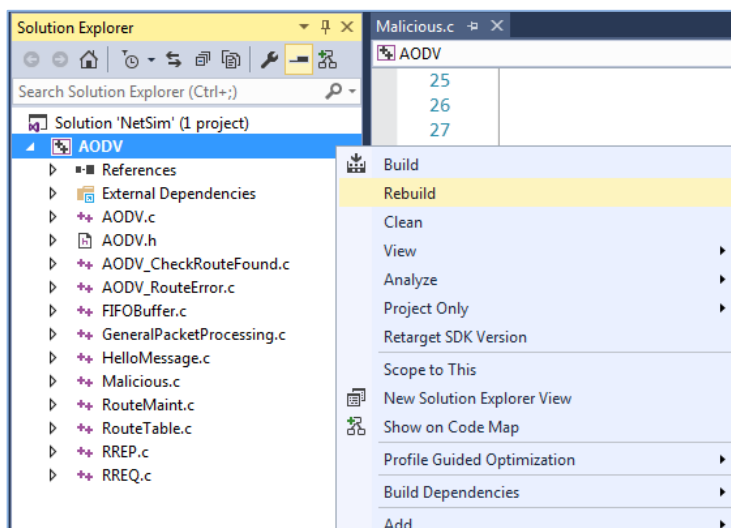 Solution Explorer
Search Solution Explorer (Ctrl+;)
Solution 'NetSim' (1 project)
AODV
References
External Dependencies
AODV.c
AODV.h
AODV_CheckRouteFound.c
AODV_RouteError.c
FIFOBuffer.c
GeneralPacketProcessing.c
HelloMessage.c
Malicious.c
RouteMaint.c
RouteTable.c
RREP.c
RREQ.c
Malicious.c
AODV
25
26
27
Build
Rebuild
Clean
View
Analyze
Project Only
Retarget SDK Version
Scope to This
New Solution Explorer View
Show on Code Map
Profile Guided Optimization
Build Dependencies
Add